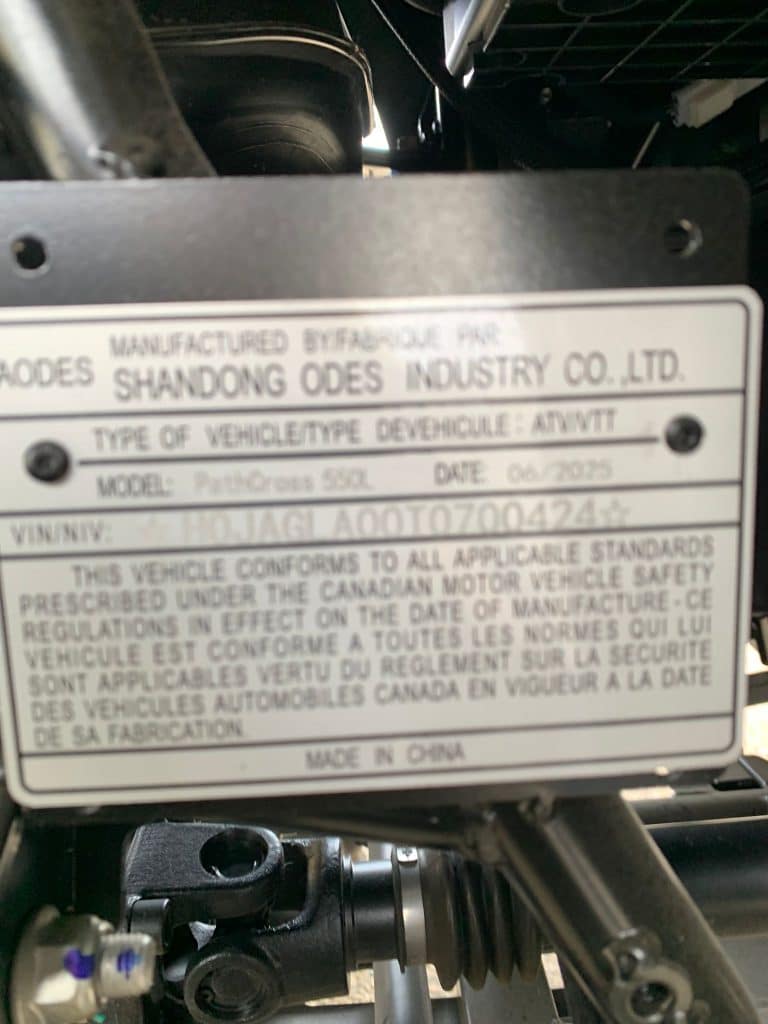 MANUFACTURED BY/FABRIQUE PAR
AODES SHANDONG ODES INDUSTRY CO.,LTD.
TYPE OF VEHICLE/TYPE DEVEHICULE: ATV/VTT
MODEL: PathCross 550L DATE: 06/2025
VIN/NIV: ☆H0JAGLA00T0700424☆
THIS VEHICLE CONFORMS TO ALL APPLICABLE STANDARDS
PRESCRIBED UNDER THE CANADIAN MOTOR VEHICLE SAFETY
REGULATIONS IN EFFECT ON THE DATE OF MANUFACTURE-CE
VEHICULE EST CONFORME A TOUTES LES NORMES QUI LUI
SONT APPLICABLES VERTU DU REGLEMENT SUR LA SECURITE
DES VEHICULES AUTOMOBILES CANADA EN VIGUEUR A LA DATE
DE SA FABRICATION.
MADE IN CHINA